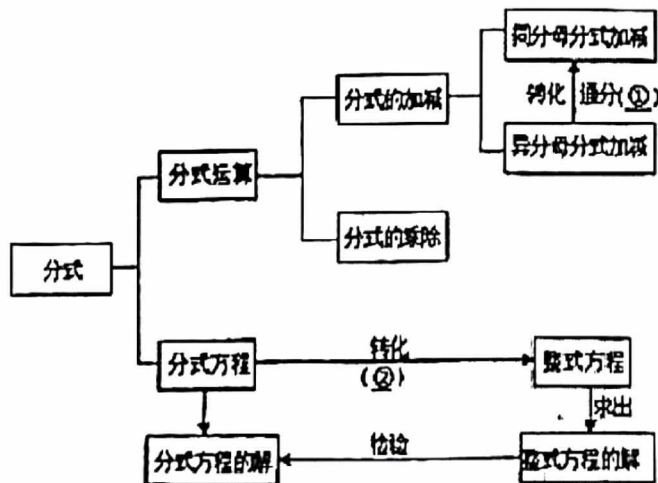 同分母分式加减
分式的加减
转化 通分(①)
异分母分式加减
分式运算
分式的乘除
分式
转化
分式方程
(②)
整式方程
求出
检验
分式方程的解
整式方程的解